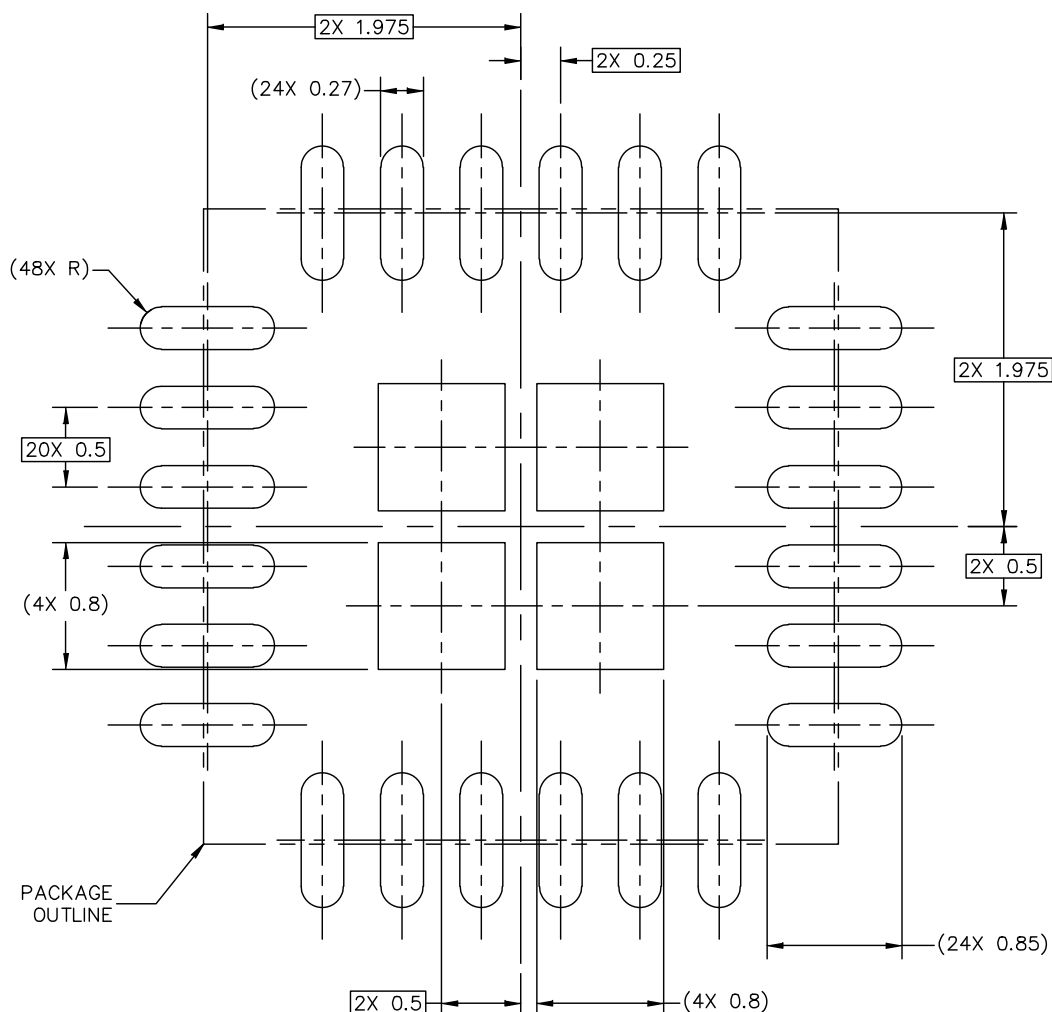 2X 1.975
2X 0.25
(24X 0.27)
(48X R)
2X 1.975
20X 0.5
2X 0.5
(4X 0.8)
PACKAGE
OUTLINE
(24X 0.85)
2X 0.5
(4X 0.8)